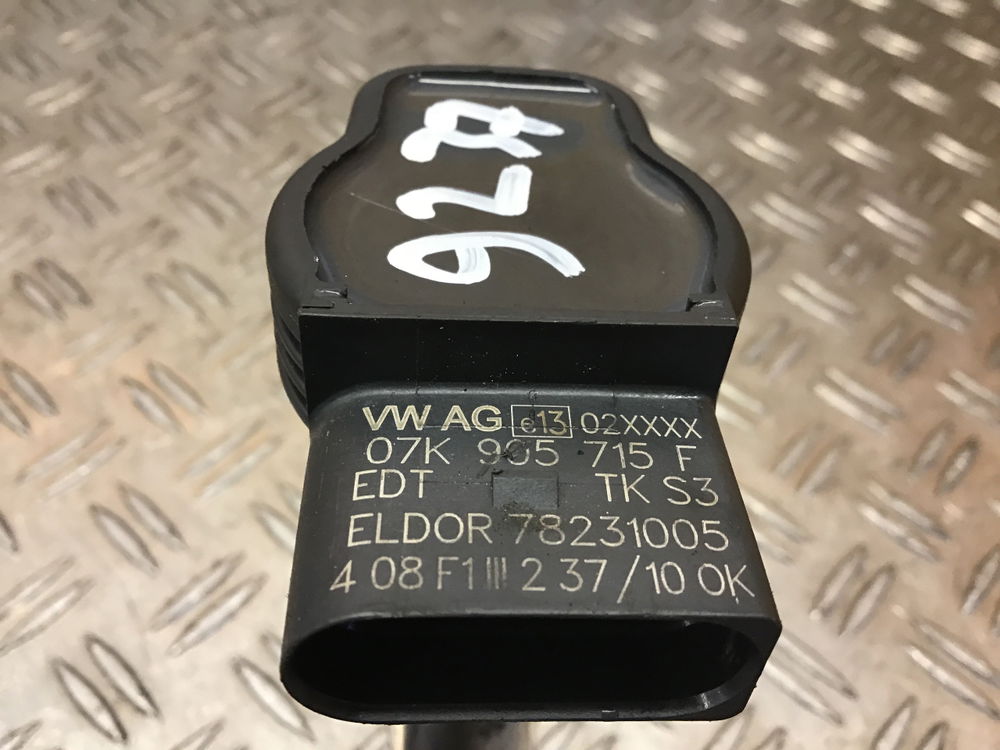 9277
VW AG e13 02XXXX
07K 905 715 F
EDT TK S3
ELDOR 78231005
4 08 F1 III 2 37/10 OK